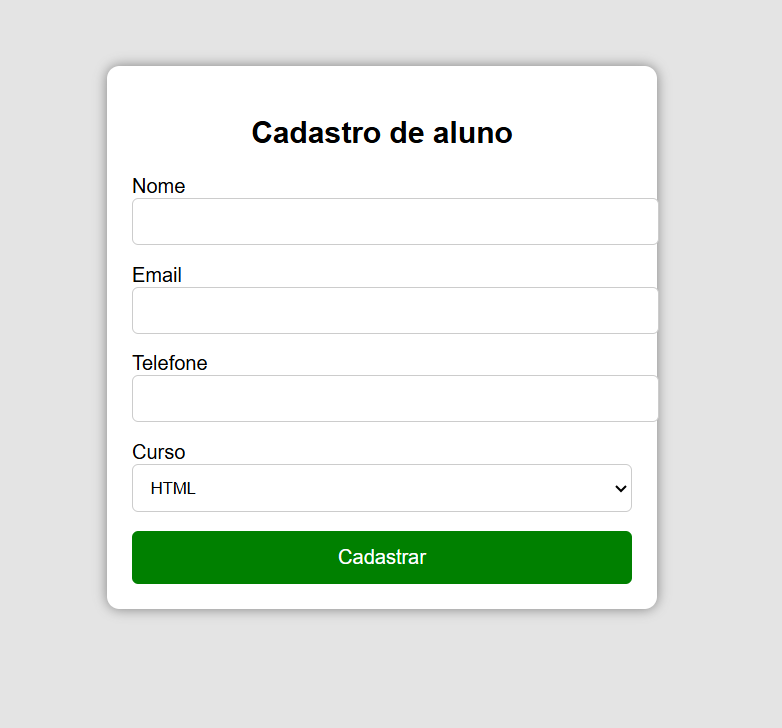 Cadastro de aluno
Nome
Email
Telefone
Curso
HTML
Cadastrar